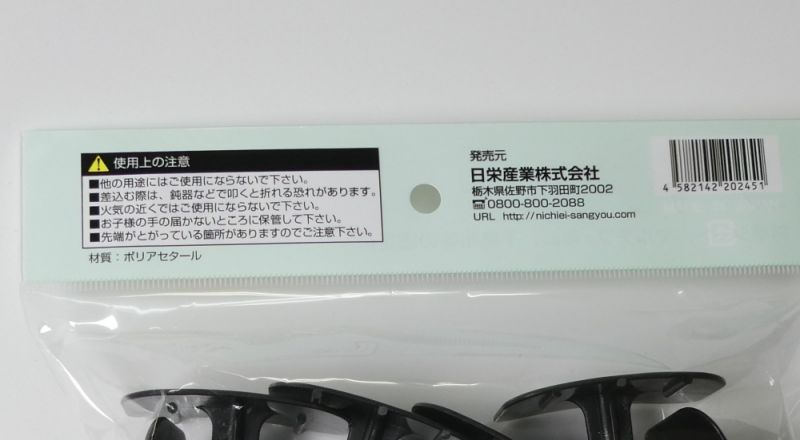 使用上の注意
■他の用途にはご使用にならないで下さい。
■差込む際は、鈍器などで叩くと折れる恐れがあります。
■火気の近くではご使用にならないで下さい。
■お子様の手の届かないところに保管して下さい。
■先端がとがっている箇所がありますのでご注意下さい。
材質：ポリアセタール
発売元
日栄産業株式会社
栃木県佐野市下羽田町2002
☎0800-800-2088
URL http://nichiei-sangyou.com
4 582142 202451